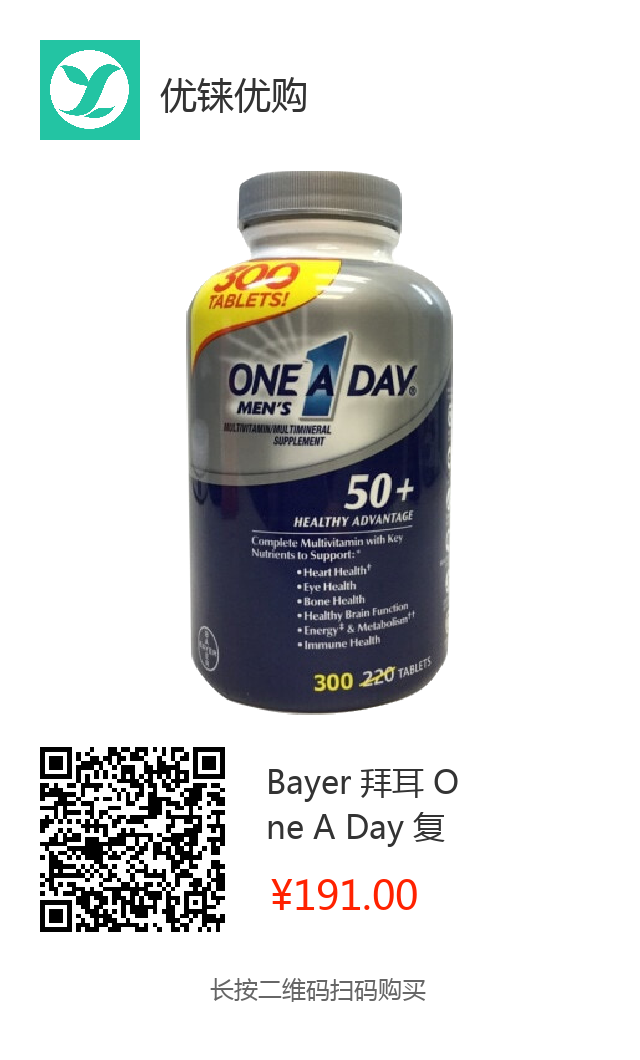 优铼优购
300
TABLETS!
ONE A DAY®
MEN'S
MULTIVITAMIN/MULTIMINERAL
SUPPLEMENT
50+
HEALTHY ADVANTAGE
Complete Multivitamin with Key
Nutrients to Support:*
•Heart Health†
•Eye Health
•Bone Health
•Healthy Brain Function
•Energy‡ & Metabolism††
•Immune Health
300 220 TABLETS
BAYER
Bayer 拜耳 O
ne A Day 复
¥191.00
长按二维码扫码购买